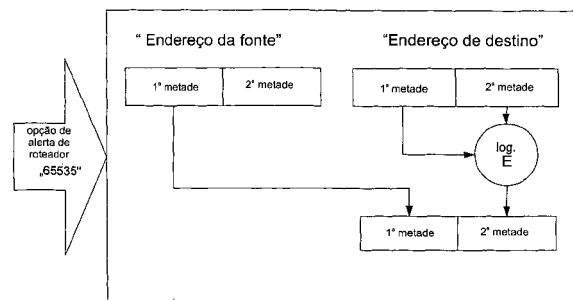 “ Endereço da fonte”
“Endereço de destino”
1ª metade
2ª metade
1ª metade
2ª metade
opção de
alerta de
roteador
„65535“
log.
E
1ª metade
2ª metade